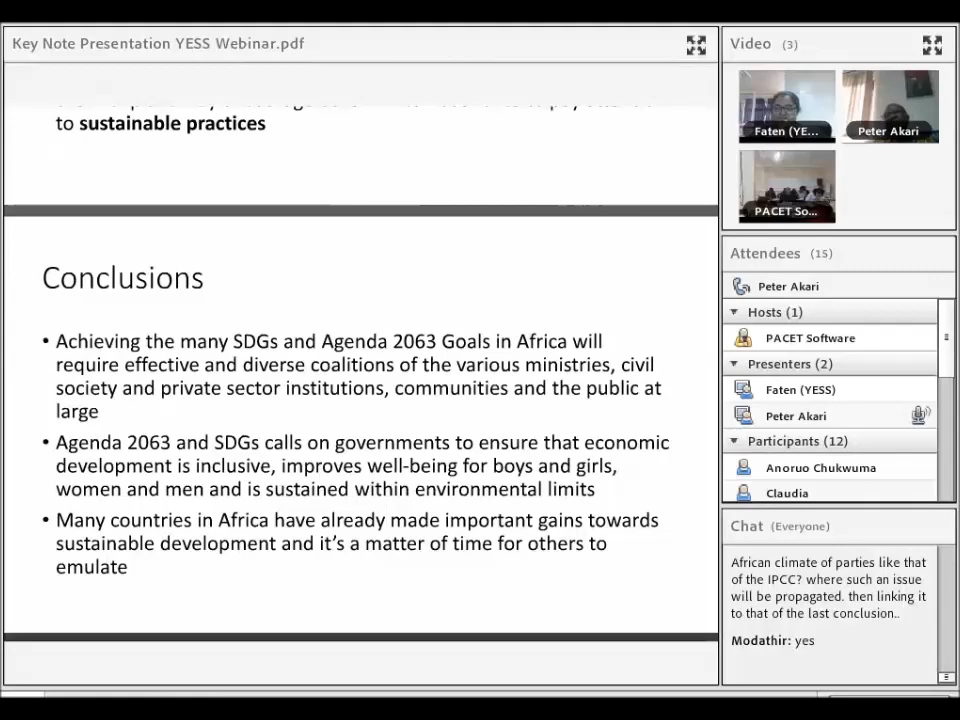 Key Note Presentation YESS Webinar.pdf
to sustainable practices
Conclusions
• Achieving the many SDGs and Agenda 2063 Goals in Africa will
require effective and diverse coalitions of the various ministries, civil
society and private sector institutions, communities and the public at
large
• Agenda 2063 and SDGs calls on governments to ensure that economic
development is inclusive, improves well-being for boys and girls,
women and men and is sustained within environmental limits
• Many countries in Africa have already made important gains towards
sustainable development and it’s a matter of time for others to
emulate
Video (3)
Faten (YE...
Peter Akari
PACET So...
Attendees (15)
Peter Akari
Hosts (1)
PACET Software
Presenters (2)
Faten (YESS)
Peter Akari
Participants (12)
Anoruo Chukwuma
Claudia
Chat (Everyone)
African climate of parties like that
of the IPCC? where such an issue
will be propagated. then linking it
to that of the last conclusion..
Modathir: yes